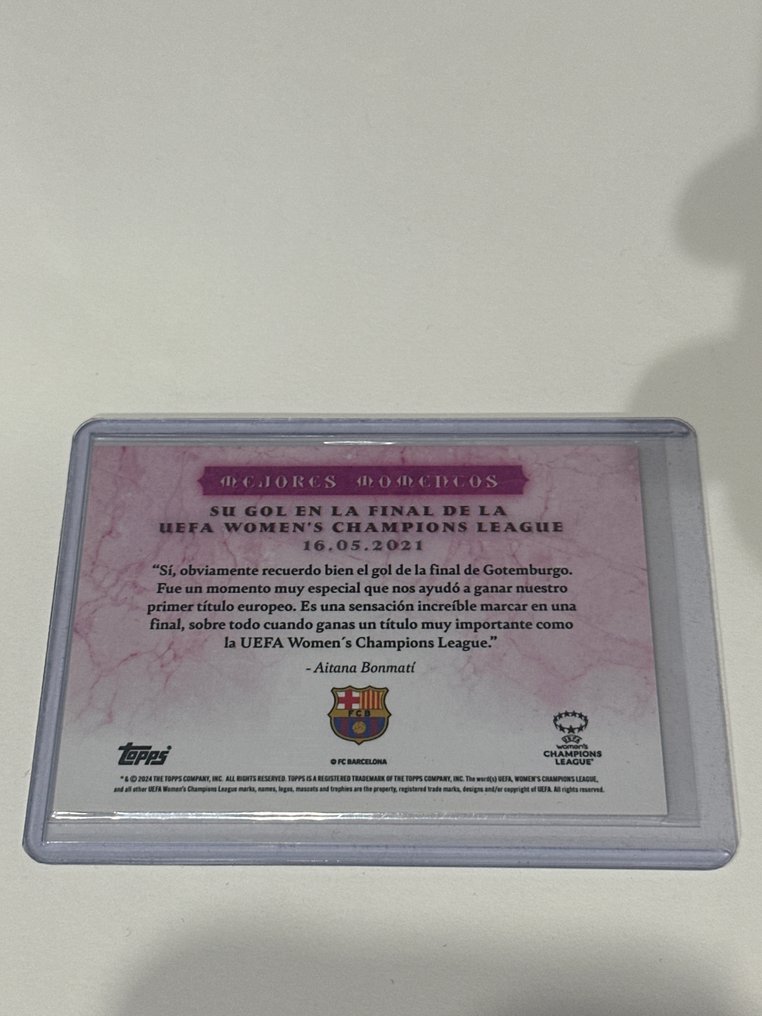 MEJORES MOMENTOS
SU GOL EN LA FINAL DE LA
UEFA WOMEN'S CHAMPIONS LEAGUE
16.05.2021
“Sí, obviamente recuerdo bien el gol de la final de Gotemburgo.
Fue un momento muy especial que nos ayudó a ganar nuestro
primer título europeo. Es una sensación increíble marcar en una
final, sobre todo cuando ganas un título muy importante como
la UEFA Women´s Champions League.”
- Aitana Bonmatí
FCB
Topps
© FC BARCELONA
UEFA
women's
CHAMPIONS
LEAGUE
® & © 2024 THE TOPPS COMPANY, INC. ALL RIGHTS RESERVED. TOPPS IS A REGISTERED TRADEMARK OF THE TOPPS COMPANY, INC. The word(s) UEFA, WOMEN'S CHAMPIONS LEAGUE,
and all other UEFA Women's Champions League marks, names, logos, mascots and trophies are the property, registered trade marks, designs and/or copyright of UEFA. All rights reserved.